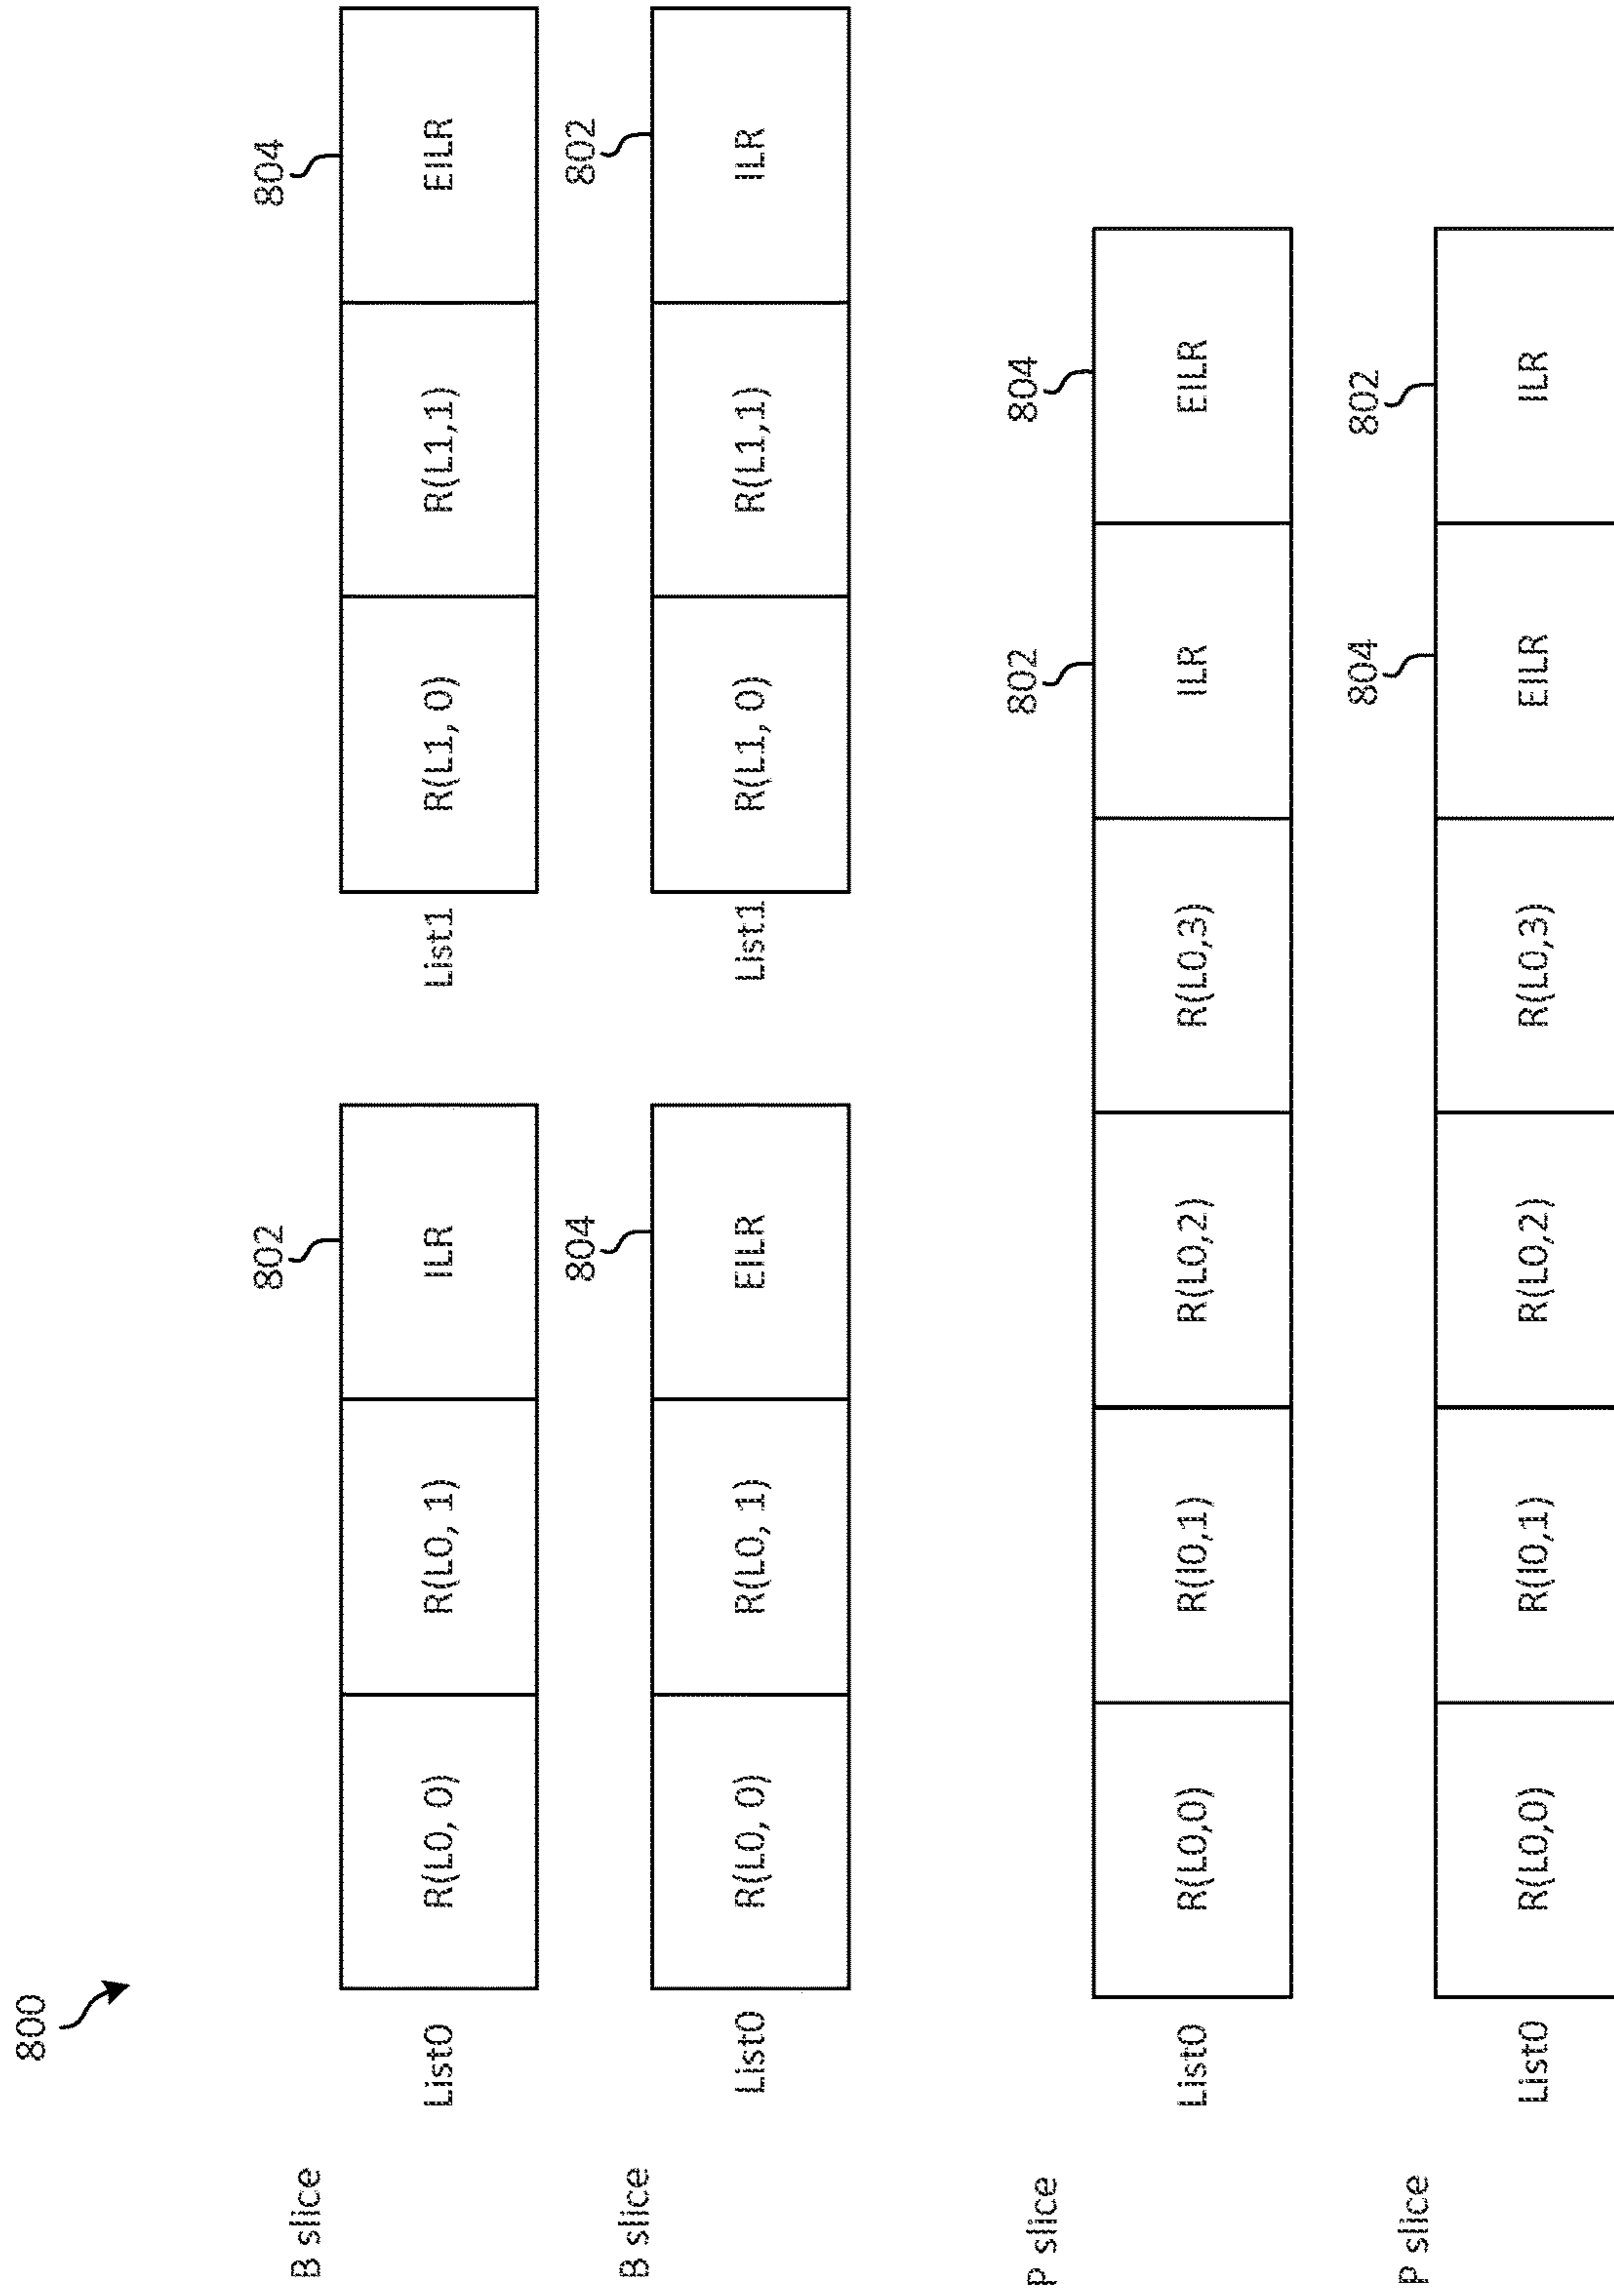 800
B slice
802
804
List0 R(L0, 0) R(L0, 1) ILR List1 R(L1, 0) R(L1,1) EILR
B slice
804
802
List0 R(L0, 0) R(L0, 1) EILR List1 R(L1, 0) R(L1,1) ILR
P slice
802
804
List0 R(L0,0) R(l0,1) R(L0,2) R(L0,3) ILR EILR
P slice
804
802
List0 R(L0,0) R(l0,1) R(L0,2) R(L0,3) EILR ILR